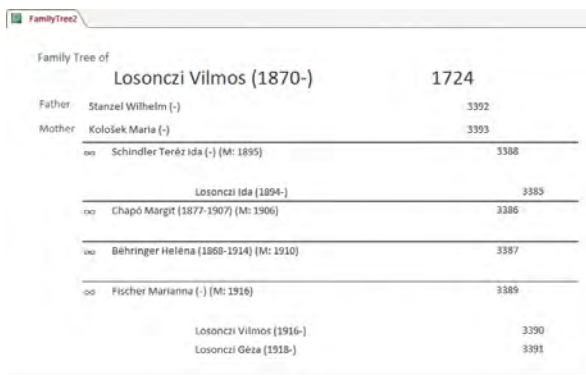 FamilyTree2
Family Tree of
Losonczi Vilmos (1870-) 1724
Father Stanzel Wilhelm (-) 3392
Mother Kološek Maria (-) 3393
∞ Schindler Teréz Ida (-) (M: 1895) 3388
Losonczi Ida (1894-) 3385
∞ Chapó Margit (1877-1907) (M: 1906) 3386
∞ Behringer Heléna (1868-1914) (M: 1910) 3387
∞ Fischer Marianna (-) (M: 1916) 3389
Losonczi Vilmos (1916-) 3390
Losonczi Géza (1918-) 3391